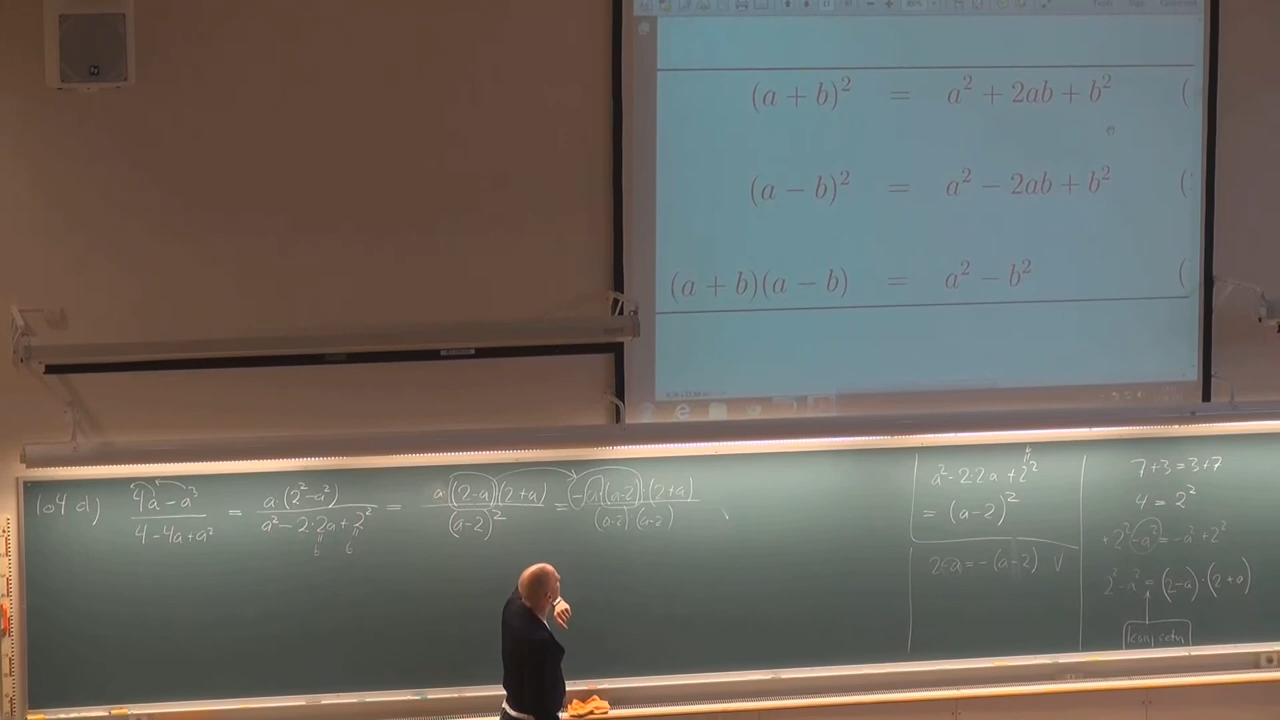 (a + b)² = a² + 2ab + b² (
(a − b)² = a² − 2ab + b² (
(a + b)(a − b) = a² − b² (
104 d) (4a − a³)/(4 − 4a + a²) = (a·(2² − a²))/(a² − 2·2a + 2²) = (a·(2−a)(2+a))/((a−2)²) = (−a·(a−2)·(2+a))/((a−2)·(a−2))
b b
a² − 2·2a + 2²
= (a−2)²
2−a = −(a−2) V
7+3 = 3+7
4 = 2²
+2² −a² = −a² + 2²
2² − a² = (2−a)·(2+a)
konj.setn